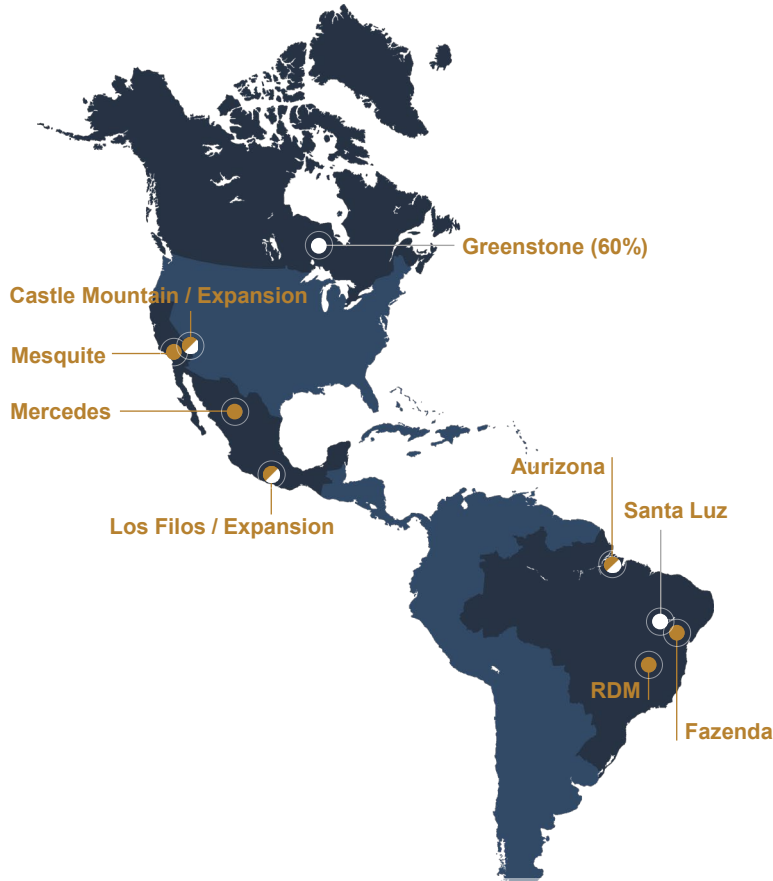 Greenstone (60%)
Castle Mountain / Expansion
Mesquite
Mercedes
Aurizona
Santa Luz
Los Filos / Expansion
RDM
Fazenda